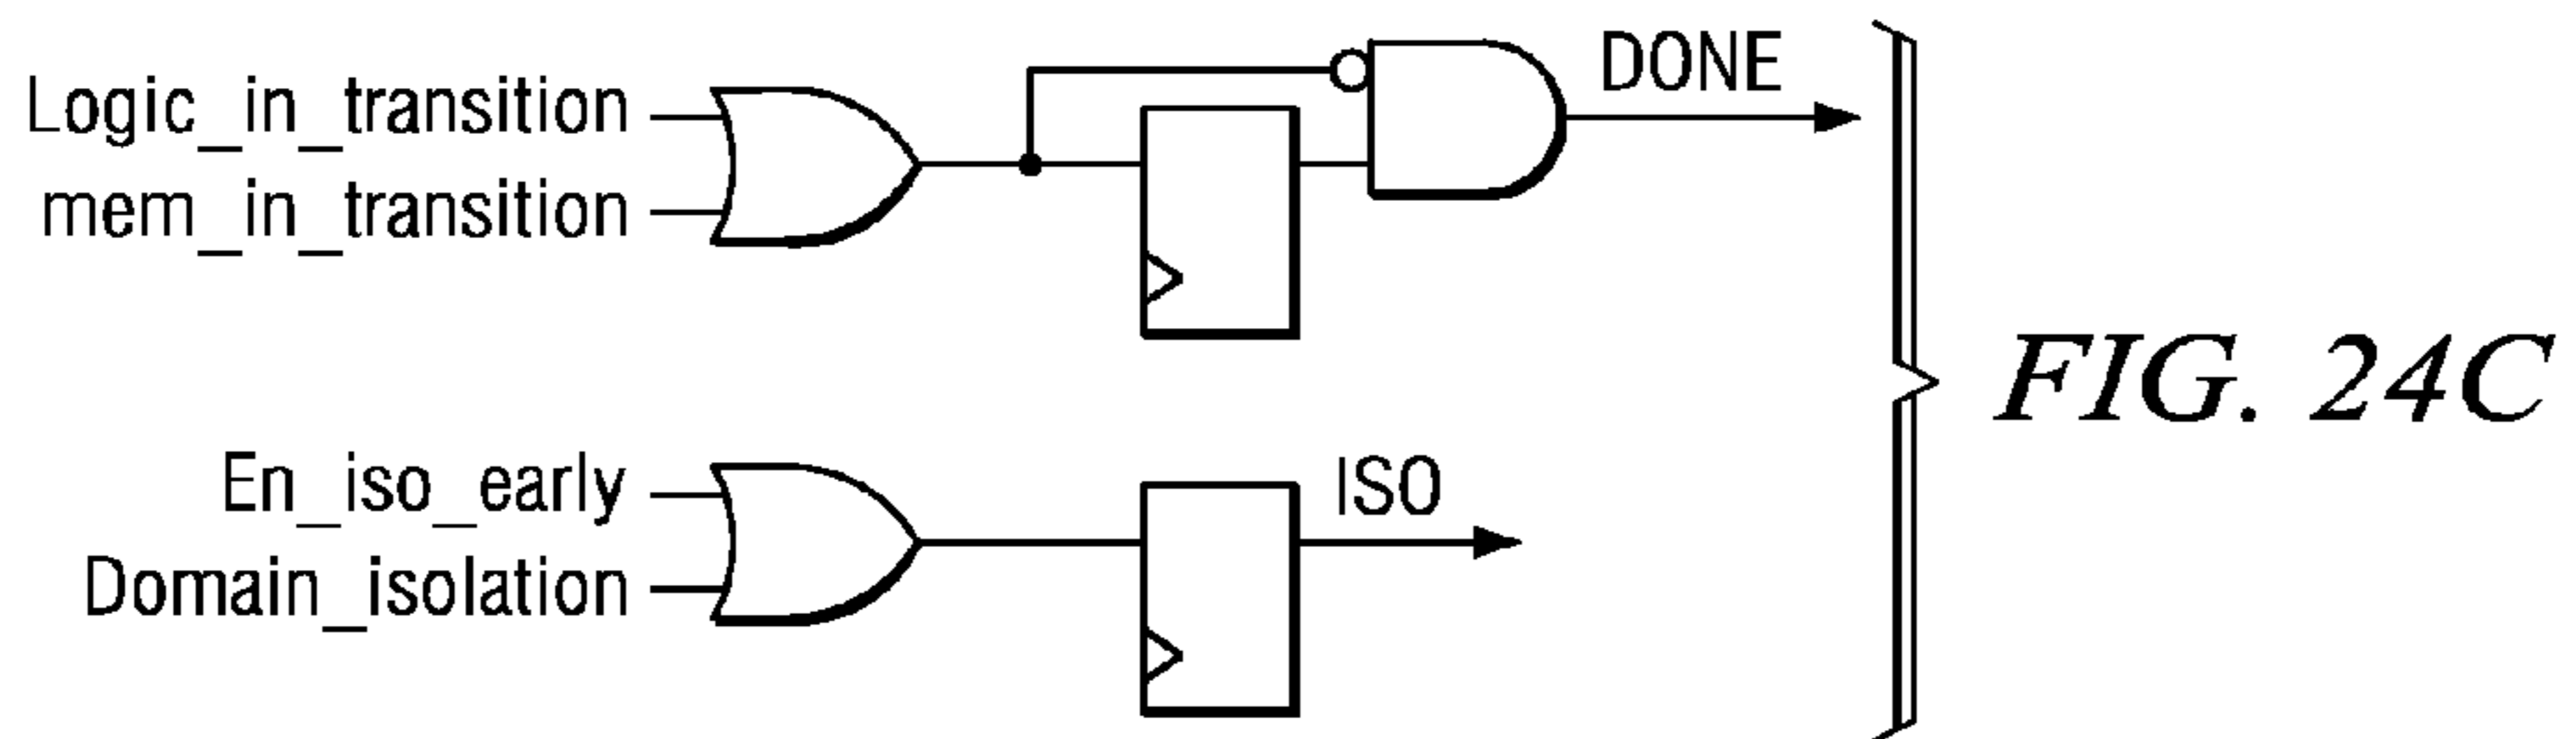 Logic_in_transition
mem_in_transition
DONE
En_iso_early
Domain_isolation
ISO
FIG. 24C